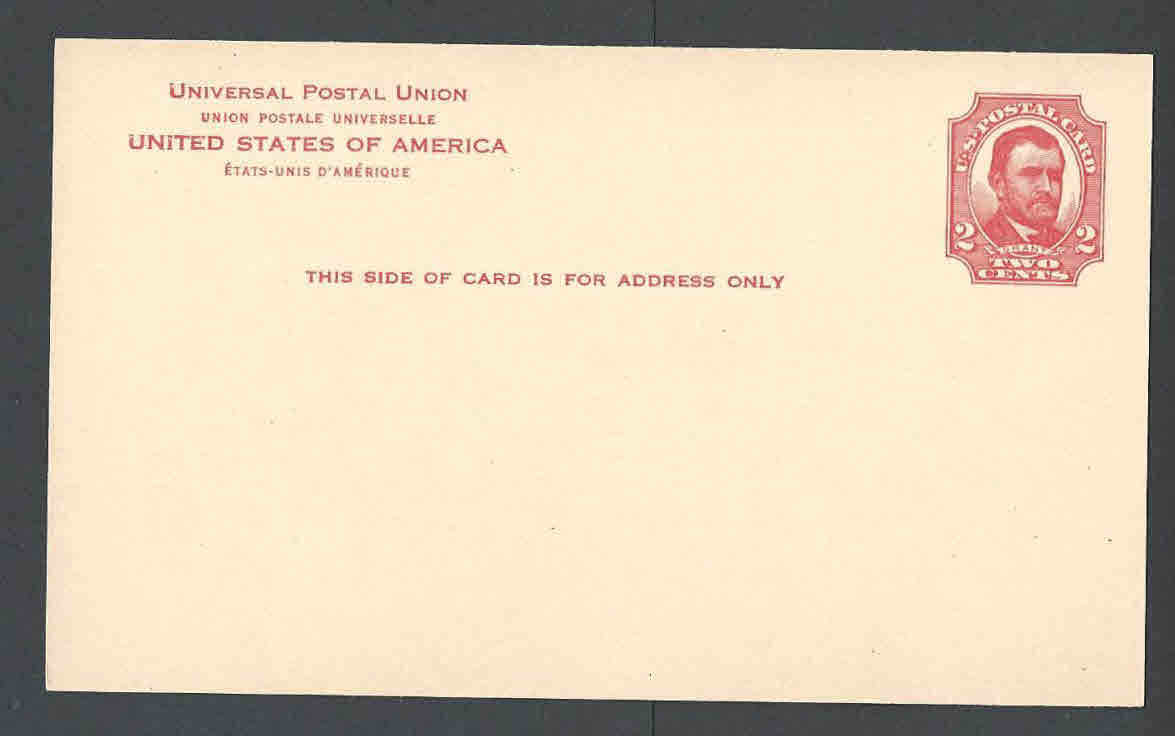 UNIVERSAL POSTAL UNION
UNION POSTALE UNIVERSELLE
UNITED STATES OF AMERICA
ÉTATS-UNIS D'AMÉRIQUE
U.S. POSTAL CARD
GRANT
2 2
TWO
CENTS
THIS SIDE OF CARD IS FOR ADDRESS ONLY